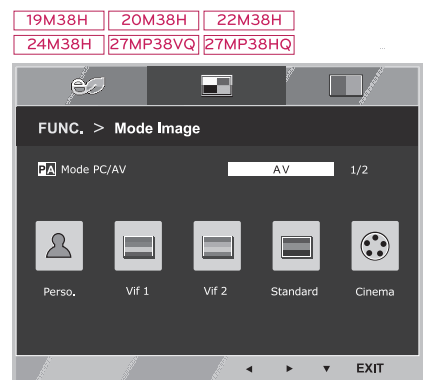 19M38H 20M38H 22M38H
24M38H 27MP38VQ 27MP38HQ
...
FUNC. > Mode Image
PA Mode PC/AV AV 1/2
Perso. Vif 1 Vif 2 Standard Cinema
◄ ► ▼ EXIT